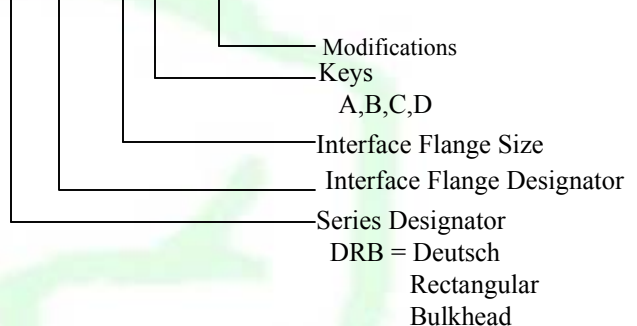 Modifications
Keys
A,B,C,D
Interface Flange Size
Interface Flange Designator
Series Designator
DRB = Deutsch
Rectangular
Bulkhead